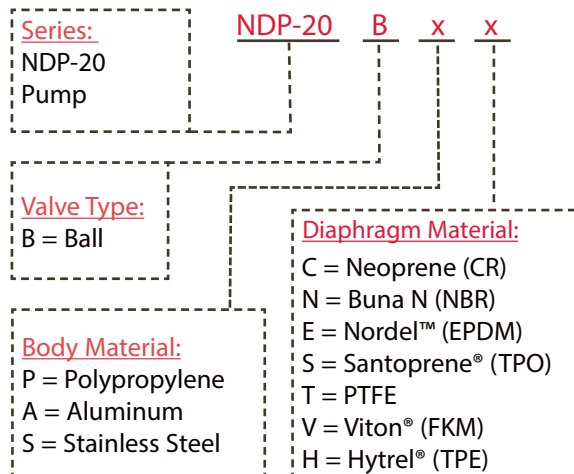 NDP-20 B x x
Series:
NDP-20
Pump
Valve Type:
B = Ball
Body Material:
P = Polypropylene
A = Aluminum
S = Stainless Steel
Diaphragm Material:
C = Neoprene (CR)
N = Buna N (NBR)
E = Nordel™ (EPDM)
S = Santoprene® (TPO)
T = PTFE
V = Viton® (FKM)
H = Hytrel® (TPE)